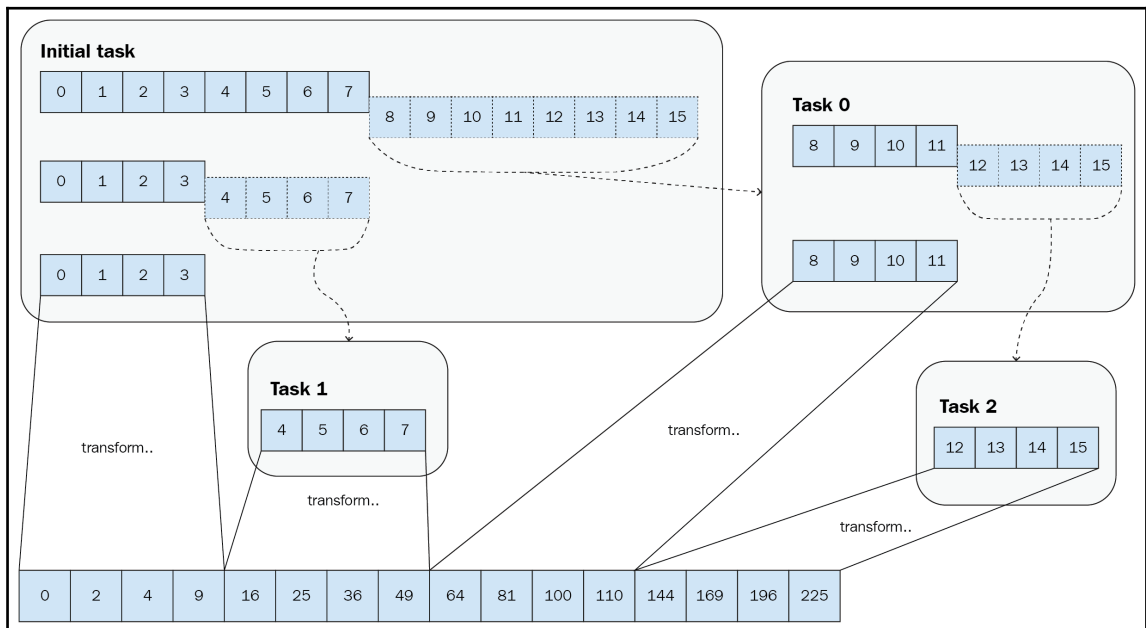 Initial task
0 1 2 3 4 5 6 7
8 9 10 11 12 13 14 15
0 1 2 3
4 5 6 7
0 1 2 3
Task 0
8 9 10 11
12 13 14 15
8 9 10 11
Task 1
4 5 6 7
Task 2
12 13 14 15
transform..
transform..
transform..
transform..
0 2 4 9 16 25 36 49 64 81 100 110 144 169 196 225